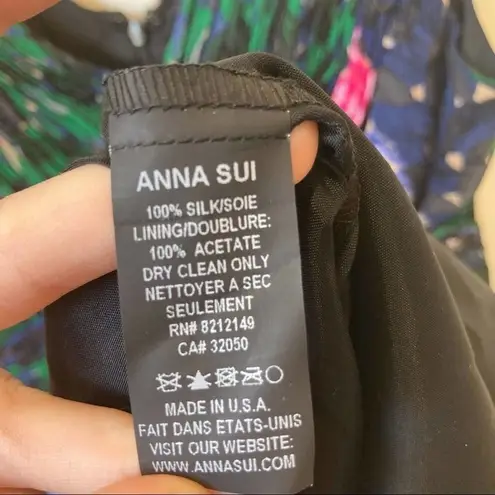 ANNA SUI
100% SILK/SOIE
LINING/DOUBLURE:
100% ACETATE
DRY CLEAN ONLY
NETTOYER A SEC
SEULEMENT
RN# 8212149
CA# 32050
MADE IN U.S.A.
FAIT DANS ETATS-UNIS
VISIT OUR WEBSITE:
WWW.ANNASUI.COM